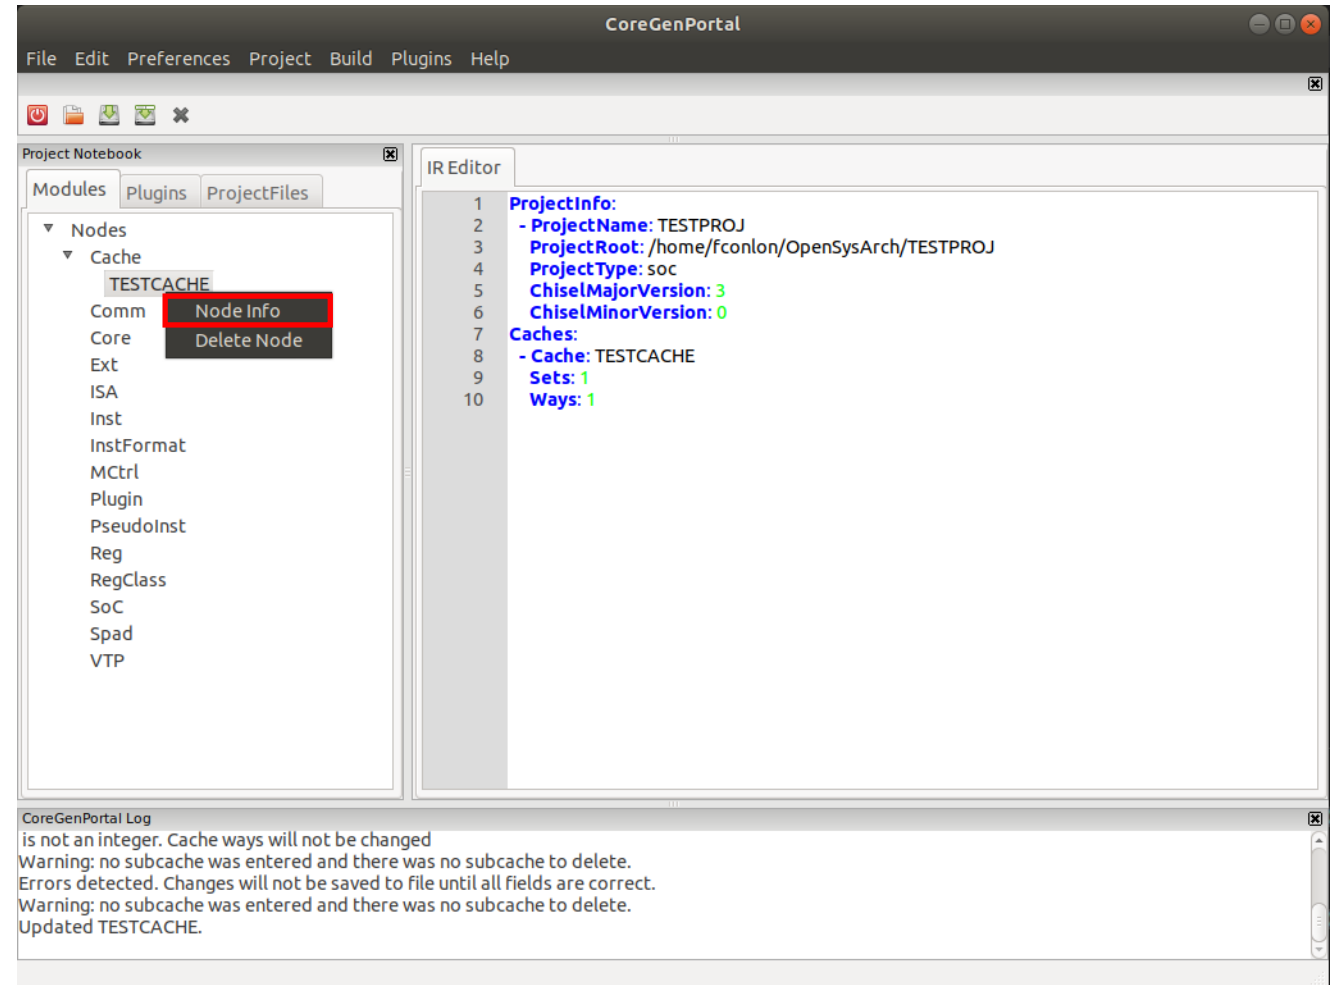 CoreGenPortal
File Edit Preferences Project Build Plugins Help
Project Notebook
Modules Plugins ProjectFiles
Nodes
Cache
TESTCACHE
Node Info
Delete Node
Comm
Core
Ext
ISA
Inst
InstFormat
MCtrl
Plugin
PseudoInst
Reg
RegClass
SoC
Spad
VTP
IR Editor
1 ProjectInfo:
2 - ProjectName: TESTPROJ
3 ProjectRoot: /home/fconlon/OpenSysArch/TESTPROJ
4 ProjectType: soc
5 ChiselMajorVersion: 3
6 ChiselMinorVersion: 0
7 Caches:
8 - Cache: TESTCACHE
9 Sets: 1
10 Ways: 1
CoreGenPortal Log
is not an integer. Cache ways will not be changed
Warning: no subcache was entered and there was no subcache to delete.
Errors detected. Changes will not be saved to file until all fields are correct.
Warning: no subcache was entered and there was no subcache to delete.
Updated TESTCACHE.